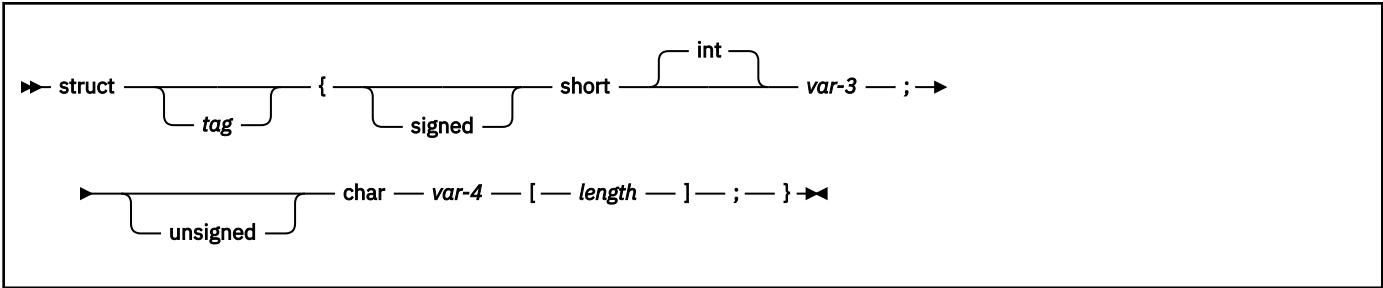 int
struct { short var-3 ;
tag signed
char var-4 [ length ] ; }
unsigned